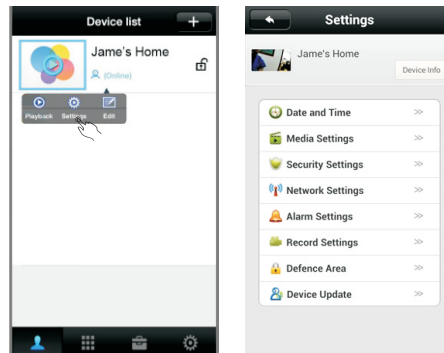 Device list
+
Jame's Home
(Online)
Playback Settings Edit
Settings
Jame's Home
Device Info
Date and Time >>
Media Settings >>
Security Settings >>
Network Settings >>
Alarm Settings >>
Record Settings >>
Defence Area >>
Device Update >>